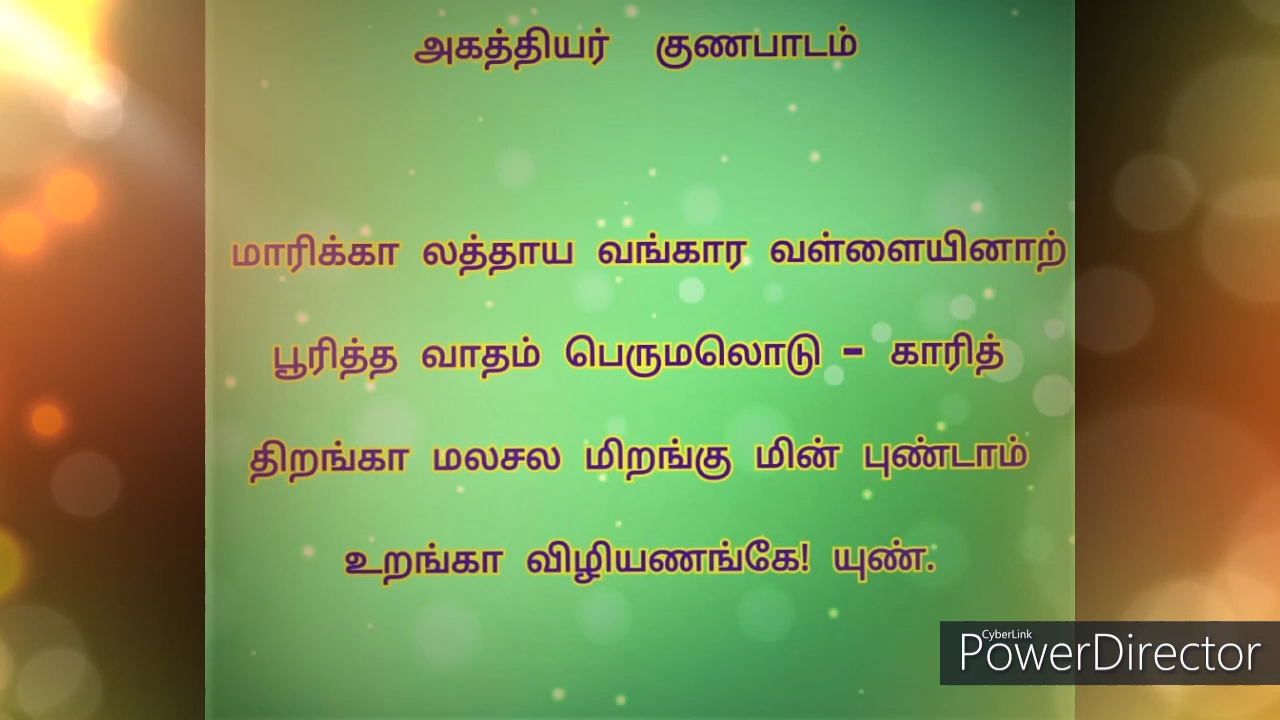 அகத்தியர் குணபாடம்
மாரிக்கா லத்தாய வங்கார வள்ளையினாற்
பூரித்த வாதம் பெருமலொடு - காரித்
திறங்கா மலசல மிறங்கு மின் புண்டாம்
உறங்கா விழியணங்கே! யுண்.
CyberLink
PowerDirector